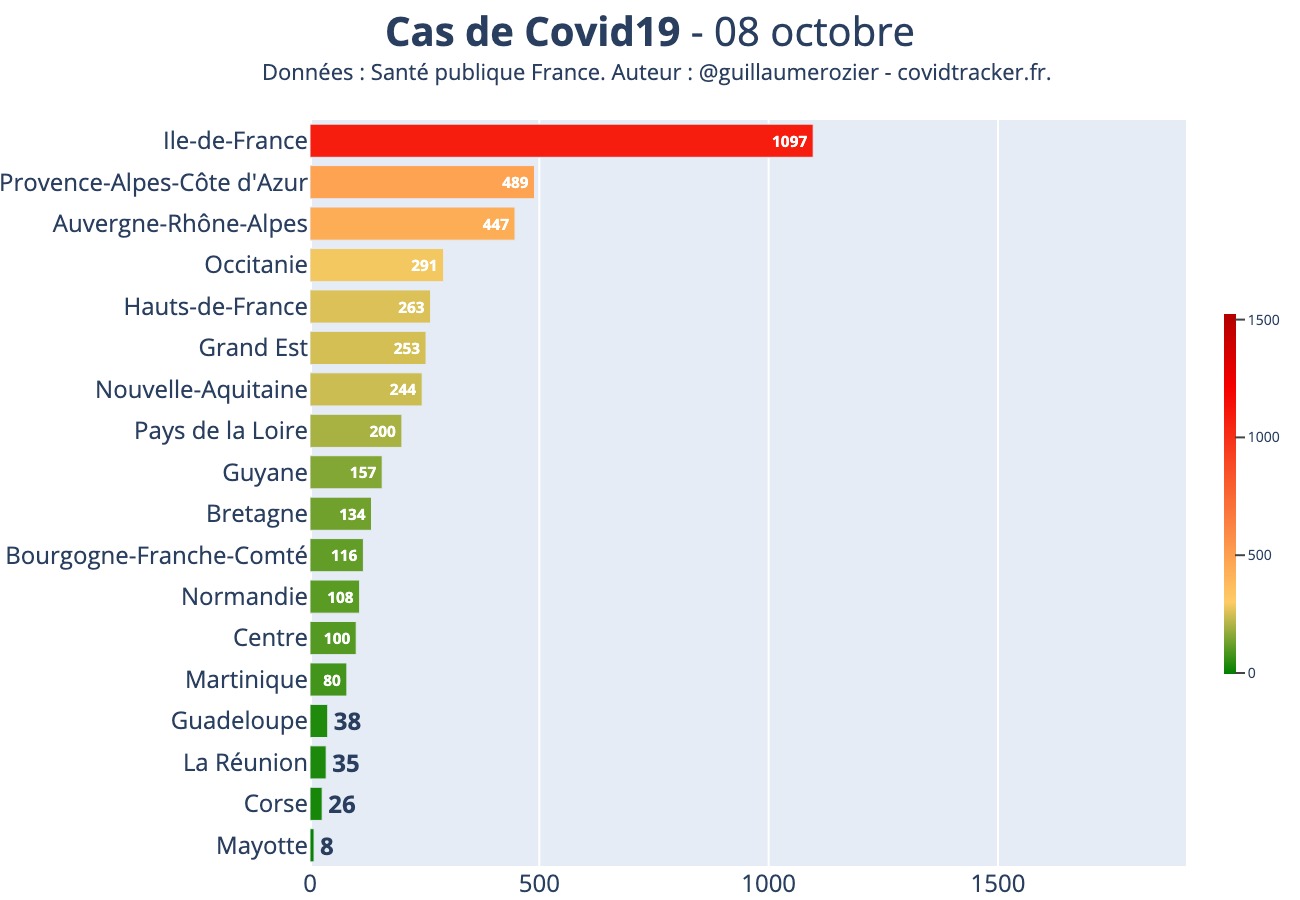 Cas de Covid19 - 08 octobre
Données : Santé publique France. Auteur : @guillaumerozier - covidtracker.fr.
Ile-de-France 1097
Provence-Alpes-Côte d'Azur 489
Auvergne-Rhône-Alpes 447
Occitanie 291
Hauts-de-France 263
Grand Est 253
Nouvelle-Aquitaine 244
Pays de la Loire 200
Guyane 157
Bretagne 134
Bourgogne-Franche-Comté 116
Normandie 108
Centre 100
Martinique 80
Guadeloupe 38
La Réunion 35
Corse 26
Mayotte 8
0 500 1000 1500
1500
1000
500
0